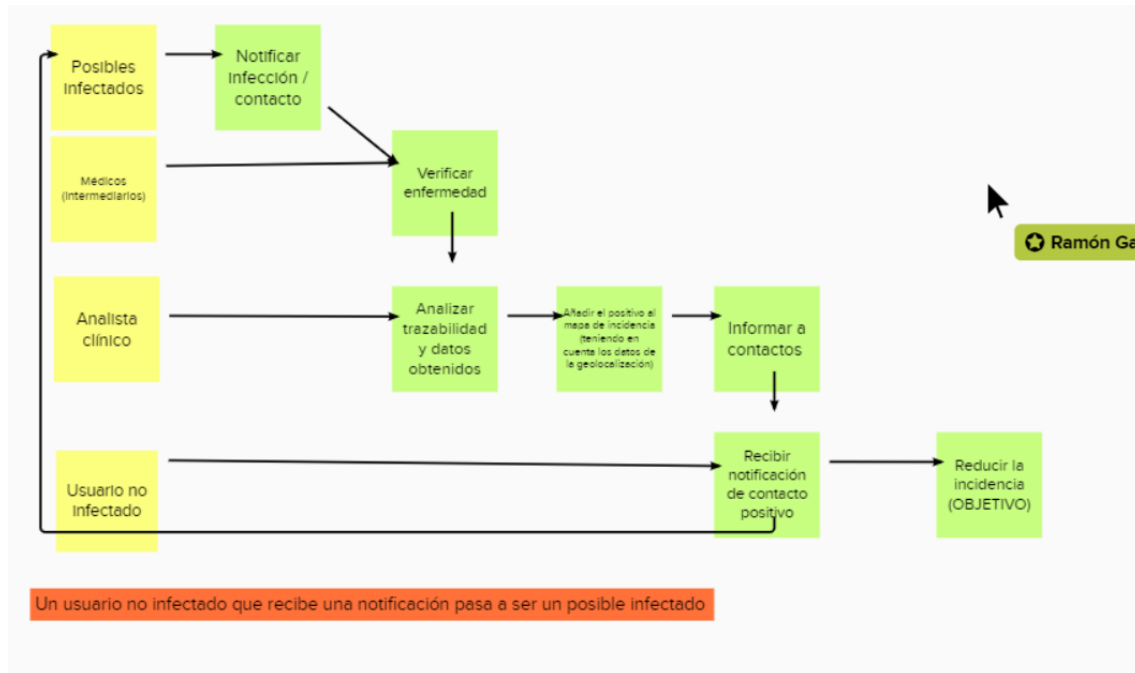 Posibles
infectados
Notificar
infección /
contacto
Médicos
(intermediarios)
Verificar
enfermedad
Ramón Ga
Analista
clínico
Analizar
trazabilidad
y datos
obtenidos
Añadir el positivo al
mapa de incidencia
(teniendo en
cuenta los datos de
la geolocalización)
Informar a
contactos
Usuario no
infectado
Recibir
notificación
de contacto
positivo
Reducir la
incidencia
(OBJETIVO)
Un usuario no infectado que recibe una notificación pasa a ser un posible infectado